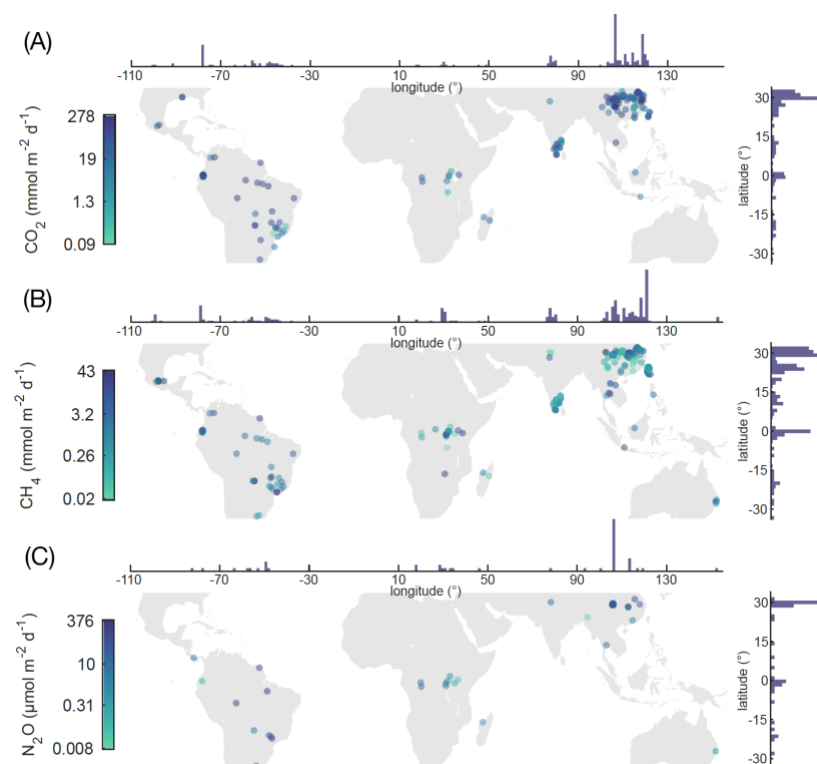 (A)
-110 -70 -30 10 50 90 130
longitude (°)
CO2 (mmol m−2 d-1)
278
19
1.3
0.09
latitude (°)
30
15
0
-15
-30
(B)
-110 -70 -30 10 50 90 130
longitude (°)
CH4 (mmol m−2 d-1)
43
3.2
0.26
0.02
latitude (°)
30
15
0
-15
-30
(C)
-110 -70 -30 10 50 90 130
longitude (°)
N2O (μmol m−2 d-1)
376
10
0.31
0.008
latitude (°)
30
15
0
-15
-30